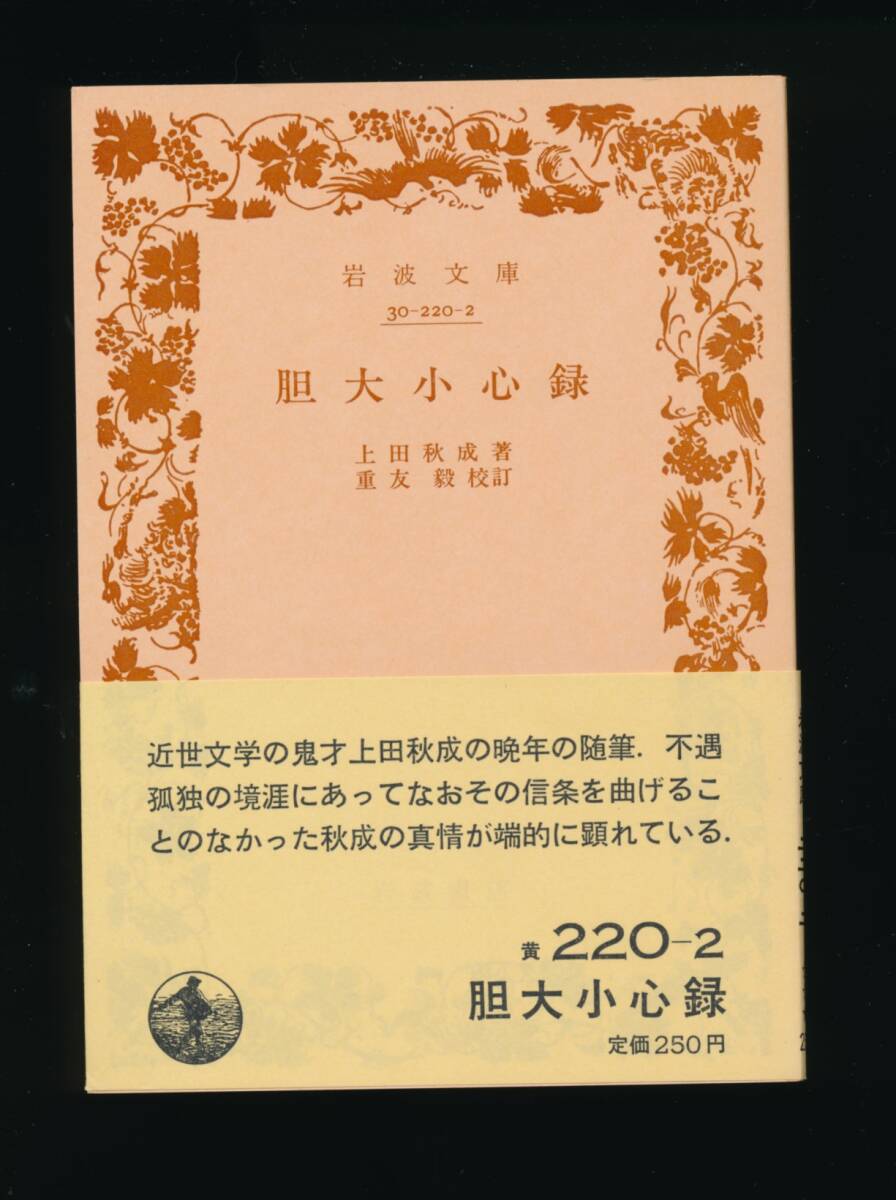 岩波文庫
30-220-2
胆大小心録
上田秋成著
重友毅校訂
近世文学の鬼才上田秋成の晩年の随筆．不遇
孤独の境涯にあってなおその信条を曲げるこ
とのなかった秋成の真情が端的に顕れている．
黄 220-2
胆大小心録
定価250円